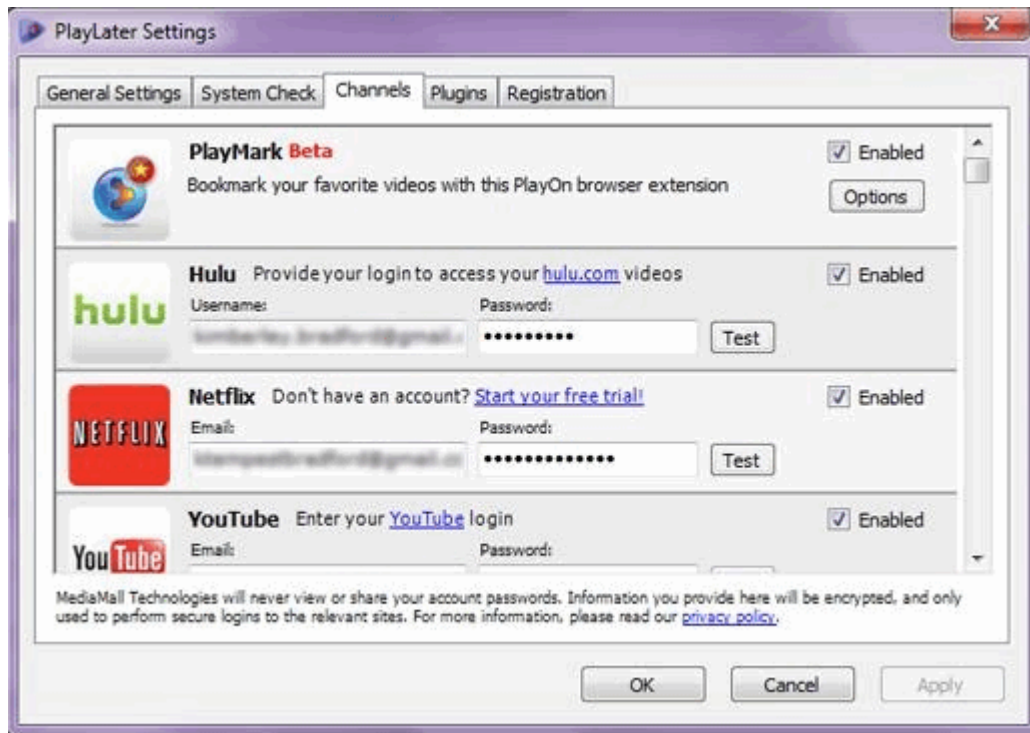 PlayLater Settings
General Settings System Check Channels Plugins Registration
PlayMark Beta
Enabled
Bookmark your favorite videos with this PlayOn browser extension
Options
hulu
Hulu Provide your login to access your hulu.com videos
Enabled
Username: Password:
Test
NETFLIX
Netflix Don't have an account? Start your free trial!
Enabled
Email: Password:
Test
YouTube
YouTube Enter your YouTube login
Enabled
Email: Password:
MediaMall Technologies will never view or share your account passwords. Information you provide here will be encrypted, and only
used to perform secure logins to the relevant sites. For more information, please read our privacy policy.
OK Cancel Apply